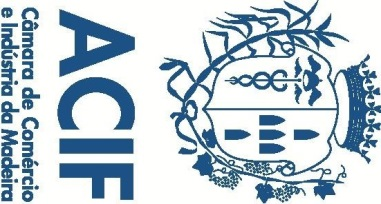 ACIF
Câmara de Comércio
e Indústria da Madeira